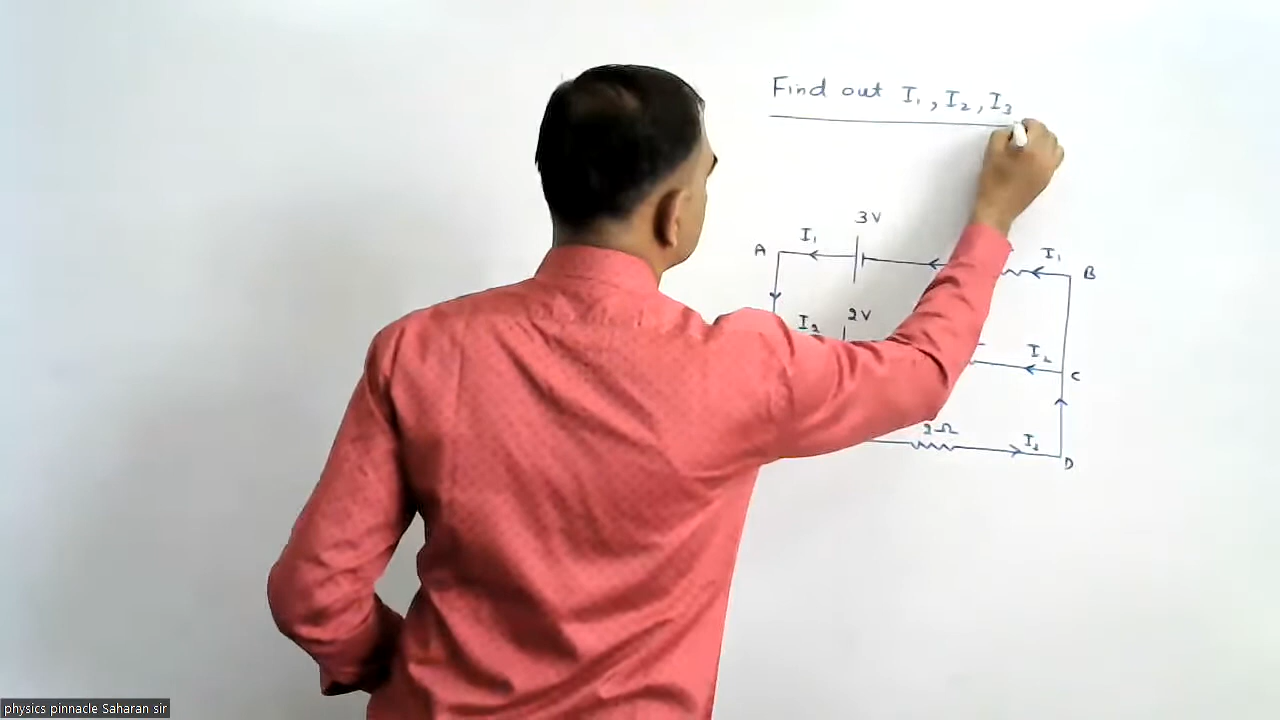 Find out I₁, I₂, I₃
3V
I₁
I₁
A
B
2V
I₂
I₂
C
2Ω
I₃
D
physics pinnacle Saharan sir